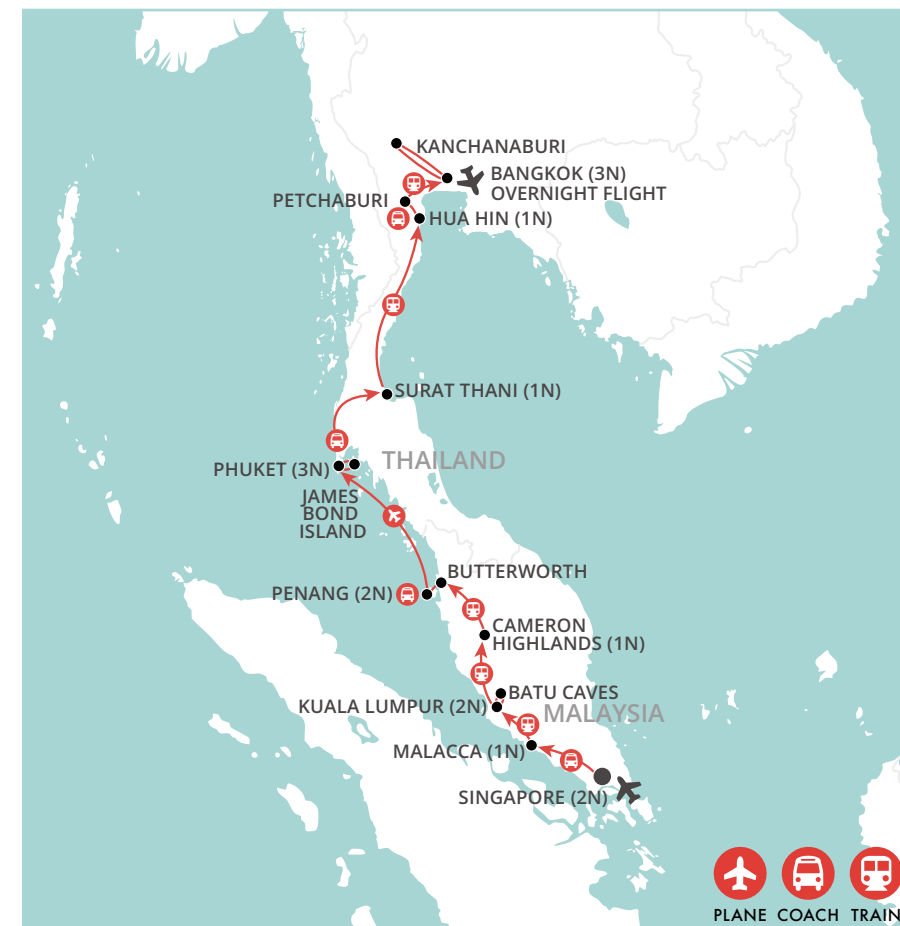 KANCHANABURI
BANGKOK (3N)
OVERNIGHT FLIGHT
PETCHABURI
HUA HIN (1N)
SURAT THANI (1N)
PHUKET (3N)
THAILAND
JAMES
BOND
ISLAND
BUTTERWORTH
PENANG (2N)
CAMERON
HIGHLANDS (1N)
BATU CAVES
KUALA LUMPUR (2N)
MALAYSIA
MALACCA (1N)
SINGAPORE (2N)
PLANE COACH TRAIN